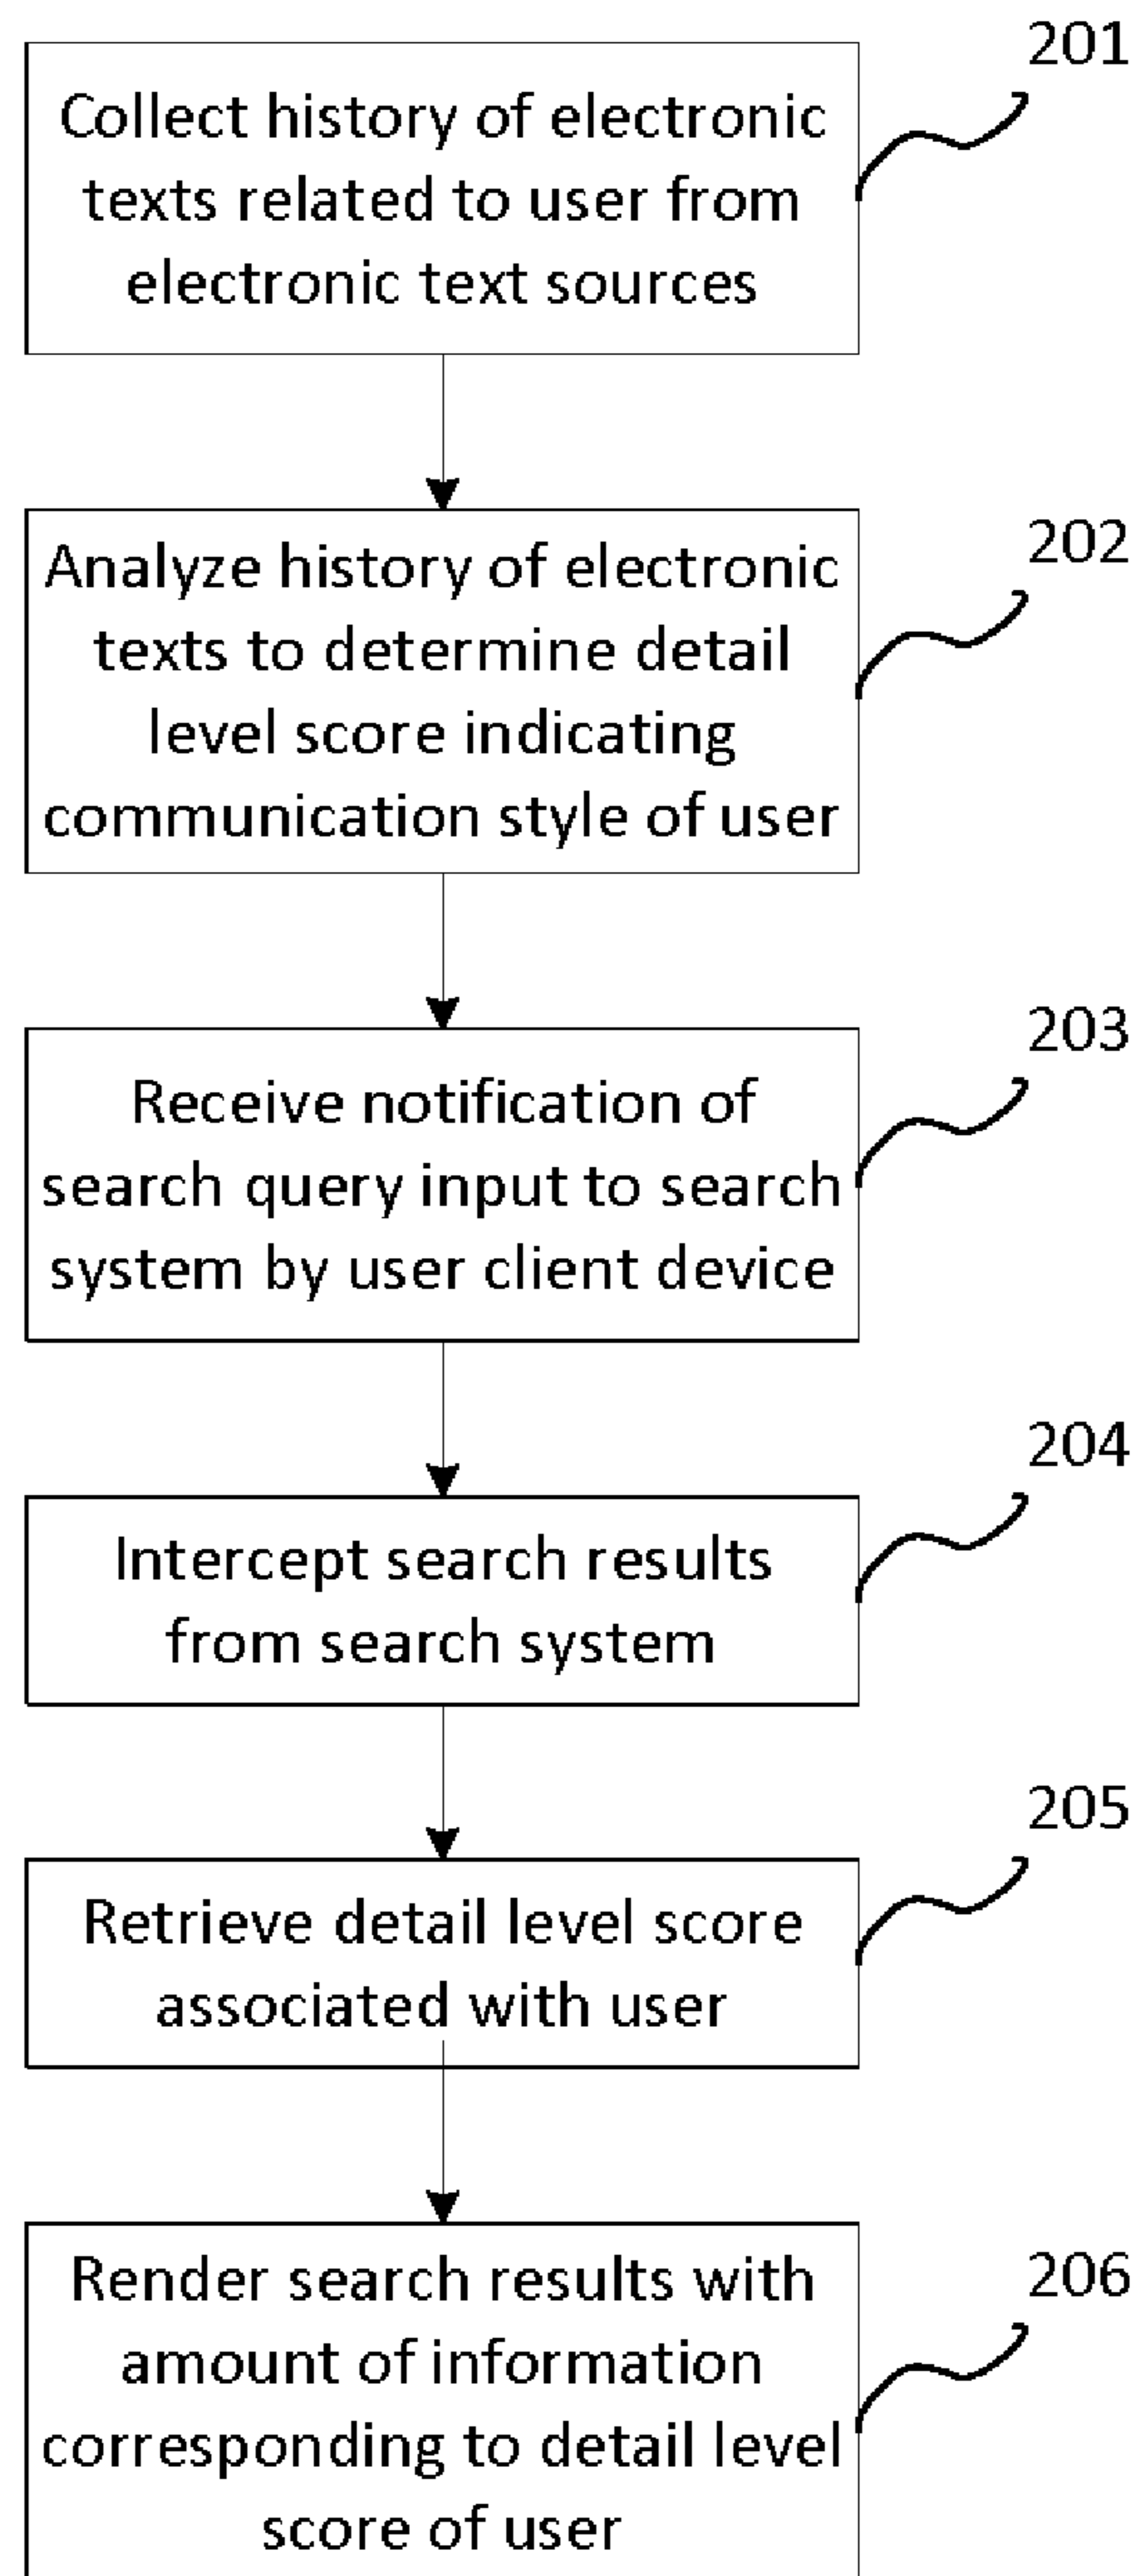 201
Collect history of electronic
texts related to user from
electronic text sources
202
Analyze history of electronic
texts to determine detail
level score indicating
communication style of user
203
Receive notification of
search query input to search
system by user client device
204
Intercept search results
from search system
205
Retrieve detail level score
associated with user
206
Render search results with
amount of information
corresponding to detail level
score of user